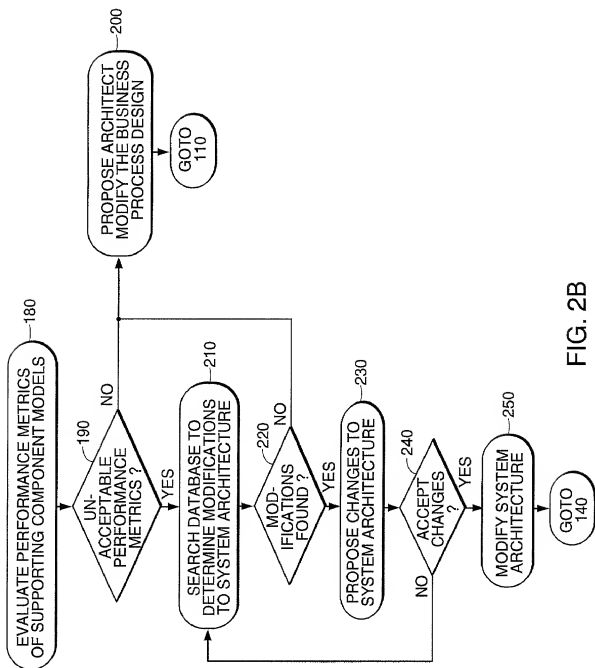 180
EVALUATE PERFORMANCE METRICS
OF SUPPORTING COMPONENT MODELS
190
UN-
ACCEPTABLE
PERFORMANCE
METRICS ?
NO
YES
200
PROPOSE ARCHITECT
MODIFY THE BUSINESS
PROCESS DESIGN
GOTO
110
210
SEARCH DATABASE TO
DETERMINE MODIFICATIONS
TO SYSTEM ARCHITECTURE
220
MOD-
IFICATIONS
FOUND ?
NO
YES
230
PROPOSE CHANGES TO
SYSTEM ARCHITECTURE
240
ACCEPT
CHANGES
?
NO
YES
250
MODIFY SYSTEM
ARCHITECTURE
GOTO
140
FIG. 2B